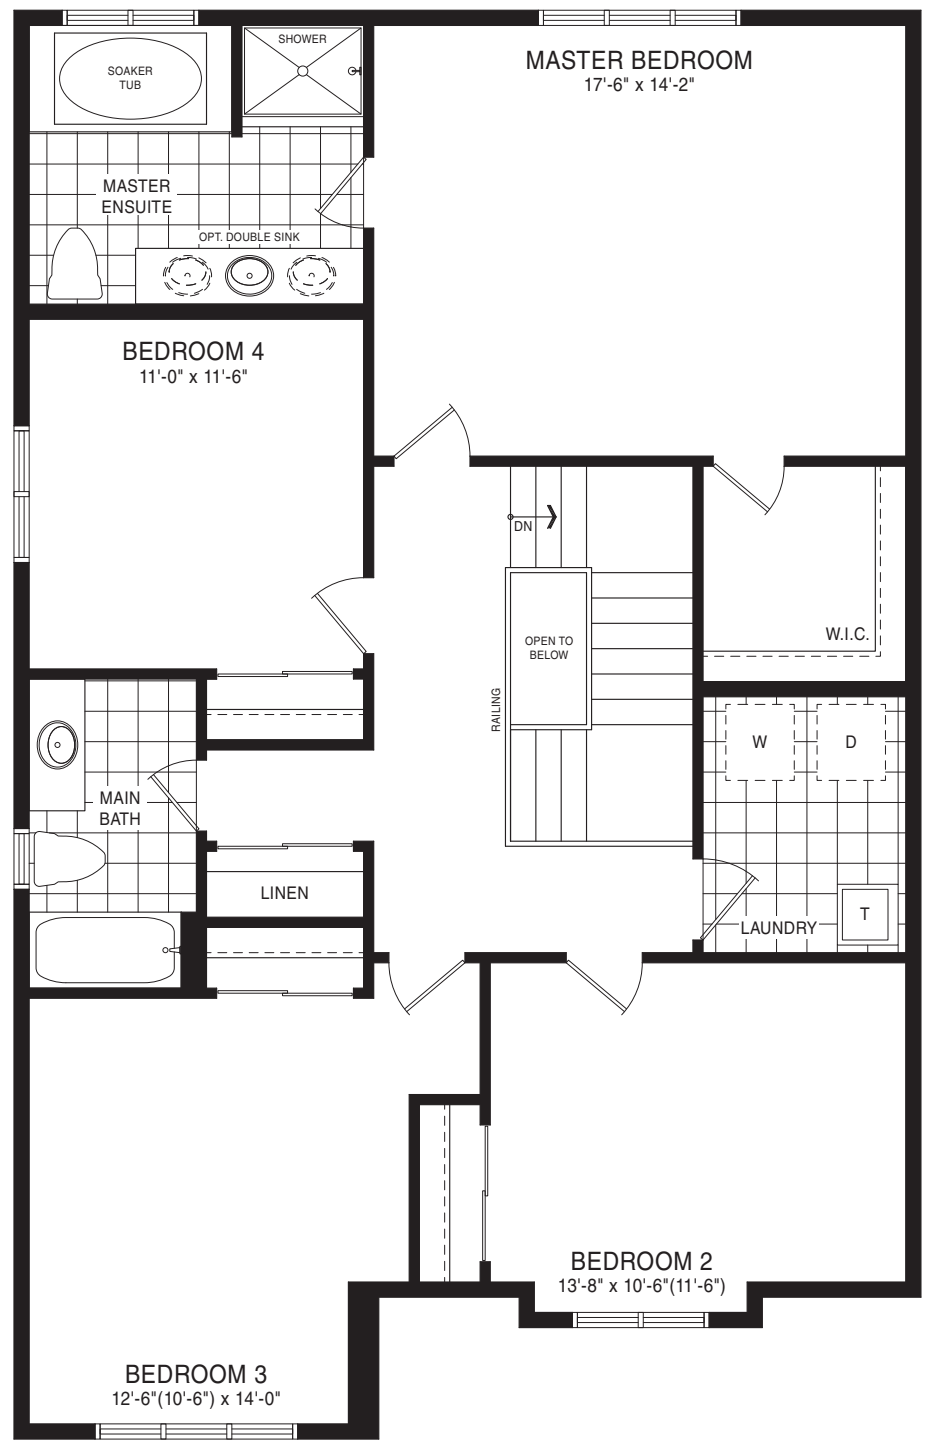 SHOWER
SOAKER
TUB
MASTER BEDROOM
17'-6" x 14'-2"
MASTER
ENSUITE
OPT. DOUBLE SINK
BEDROOM 4
11'-0" x 11'-6"
DN
OPEN TO
BELOW
W.I.C.
RAILING
W
D
MAIN
BATH
LINEN
T
LAUNDRY
BEDROOM 2
13'-8" x 10'-6"(11'-6")
BEDROOM 3
12'-6"(10'-6") x 14'-0"